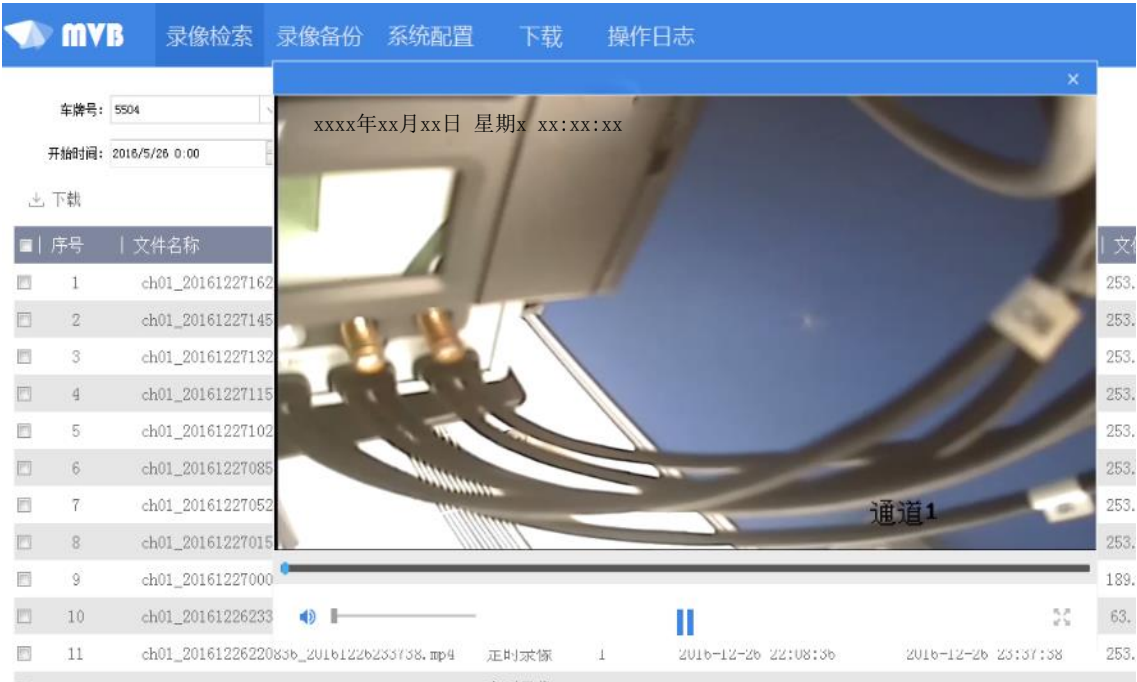 MVB 录像检索 录像备份 系统配置 下载 操作日志
×
车牌号: 5504
xxxx年xx月xx日 星期x xx:xx:xx
开始时间: 2016/5/26 0:00
下载
序号 | 文件名称 | 文件
1 ch01_20161227162 253.
2 ch01_20161227145 253.
3 ch01_20161227132 253.
4 ch01_20161227115 253.
5 ch01_20161227102 253.
6 ch01_20161227085 253.
7 ch01_20161227052 253.
通道1
8 ch01_20161227015 253.
9 ch01_20161227000 189.
10 ch01_20161226233 63.
11 ch01_20161226220836_20161226233738.mp4 定时录像 1 2016-12-26 22:08:36 2016-12-26 23:37:38 253.